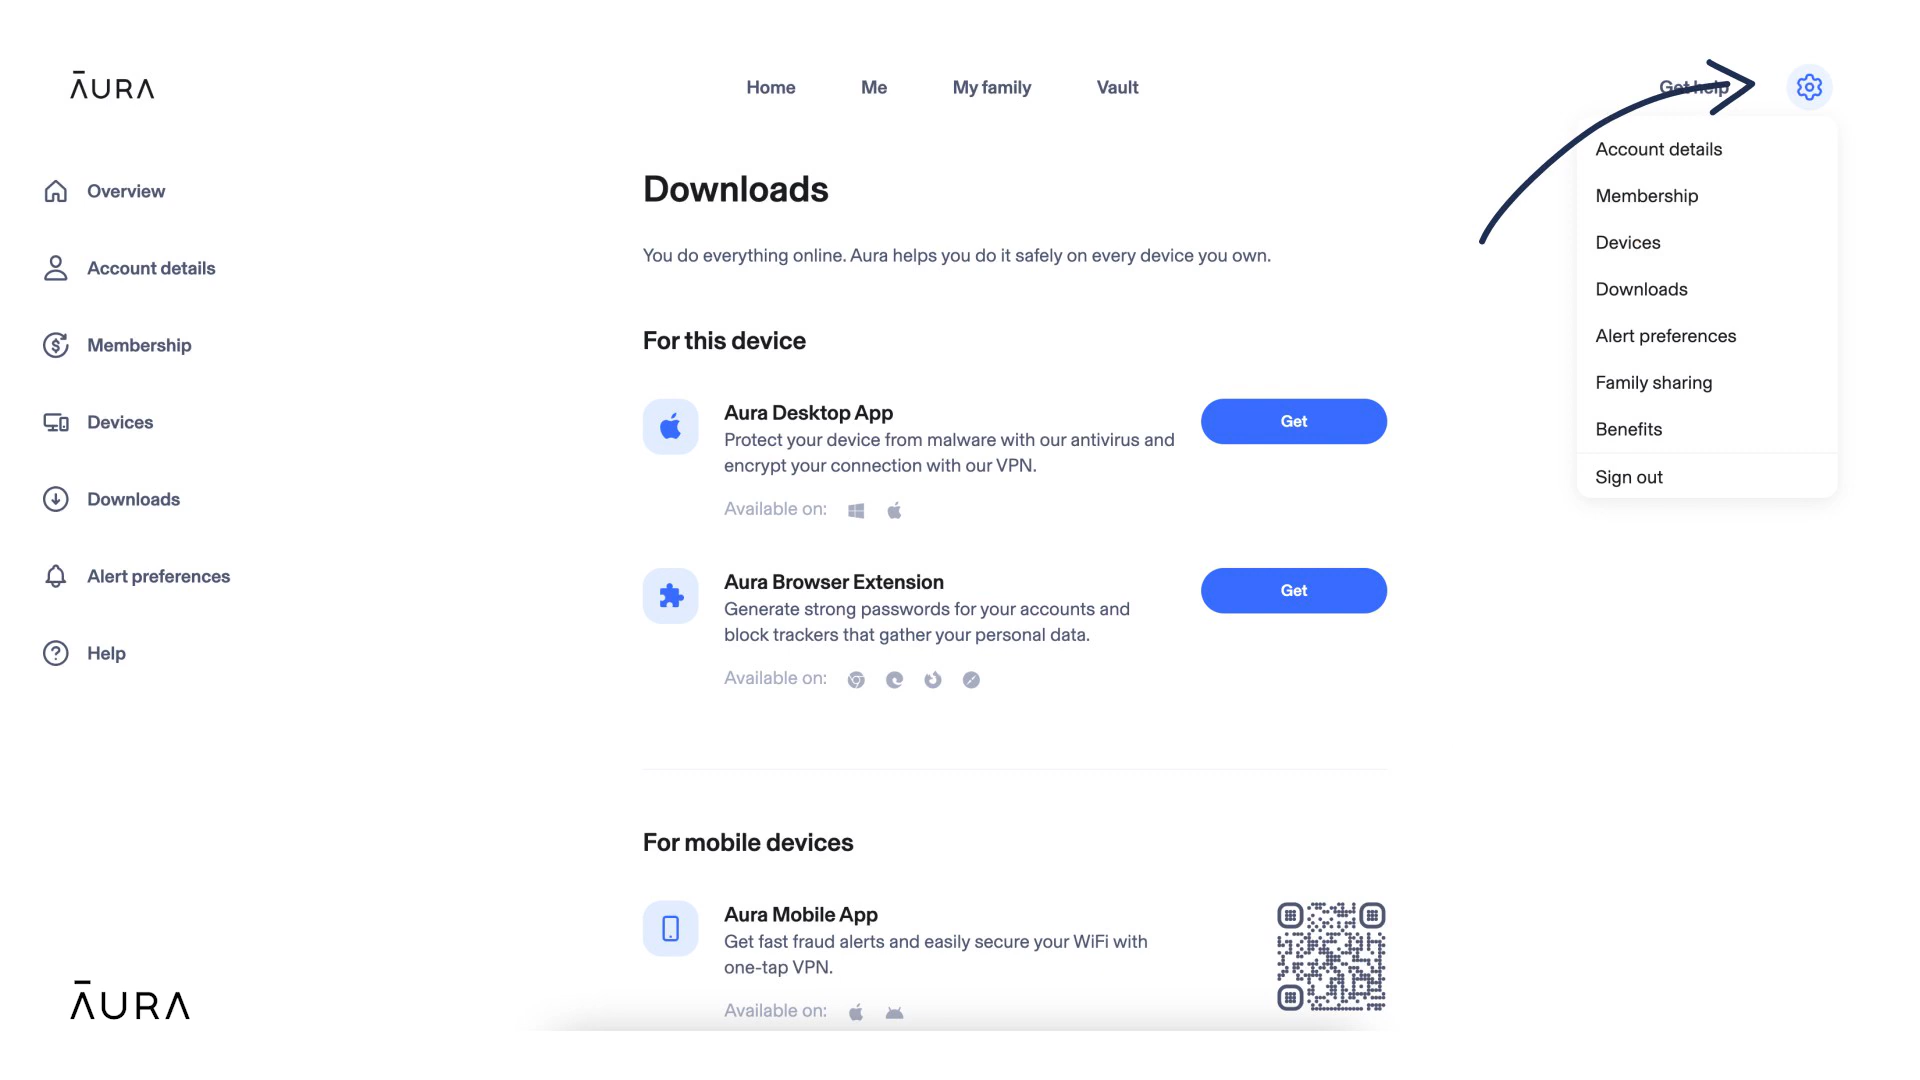 ĀURA
Home
Me
My family
Vault
Get help
Account details
Membership
Devices
Downloads
Alert preferences
Family sharing
Benefits
Sign out
Overview
Account details
Membership
Devices
Downloads
Alert preferences
Help
Downloads
You do everything online. Aura helps you do it safely on every device you own.
For this device
Aura Desktop App
Protect your device from malware with our antivirus and
encrypt your connection with our VPN.
Available on:
Get
Aura Browser Extension
Generate strong passwords for your accounts and
block trackers that gather your personal data.
Available on:
Get
For mobile devices
Aura Mobile App
Get fast fraud alerts and easily secure your WiFi with
one-tap VPN.
Available on:
ĀURA